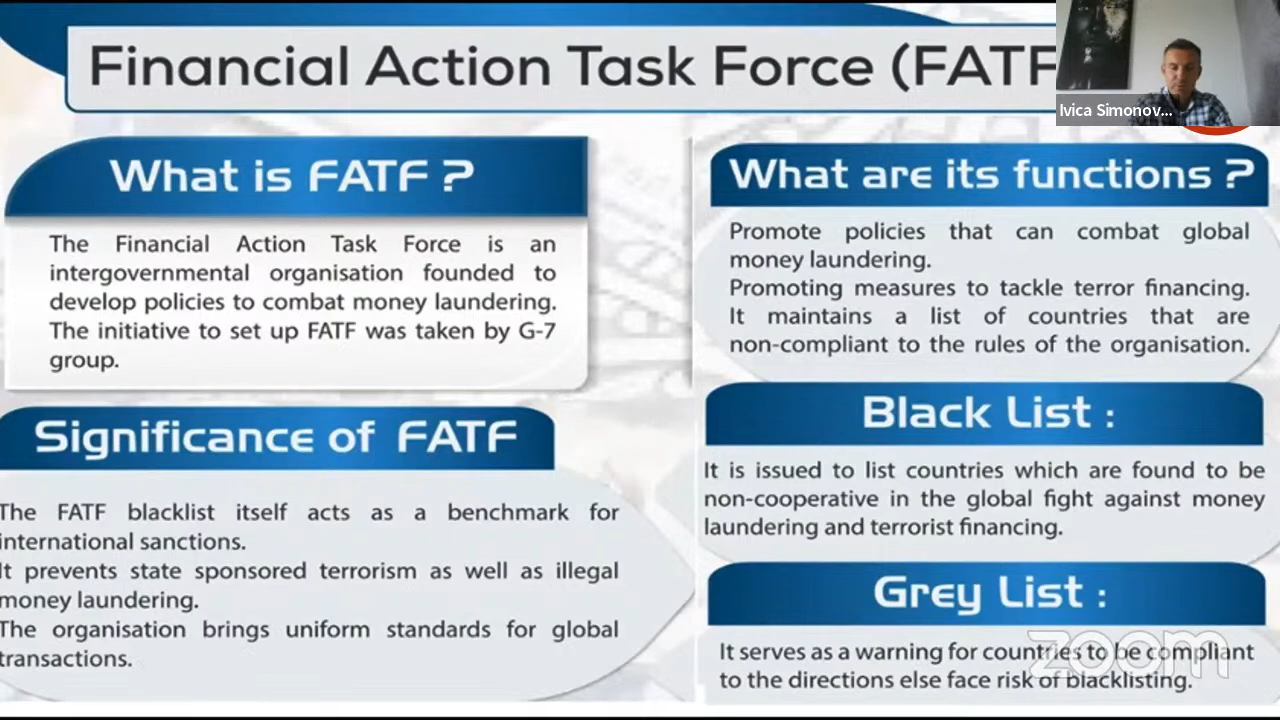 Financial Action Task Force (FATF
Ivica Simonov...
What is FATF ?
The Financial Action Task Force is an
intergovernmental organisation founded to
develop policies to combat money laundering.
The initiative to set up FATF was taken by G-7
group.
Significance of FATF
The FATF blacklist itself acts as a benchmark for
international sanctions.
It prevents state sponsored terrorism as well as illegal
money laundering.
The organisation brings uniform standards for global
transactions.
What are its functions ?
Promote policies that can combat global
money laundering.
Promoting measures to tackle terror financing.
It maintains a list of countries that are
non-compliant to the rules of the organisation.
Black List :
It is issued to list countries which are found to be
non-cooperative in the global fight against money
laundering and terrorist financing.
Grey List :
It serves as a warning for countries to be compliant
to the directions else face risk of blacklisting.
zoom